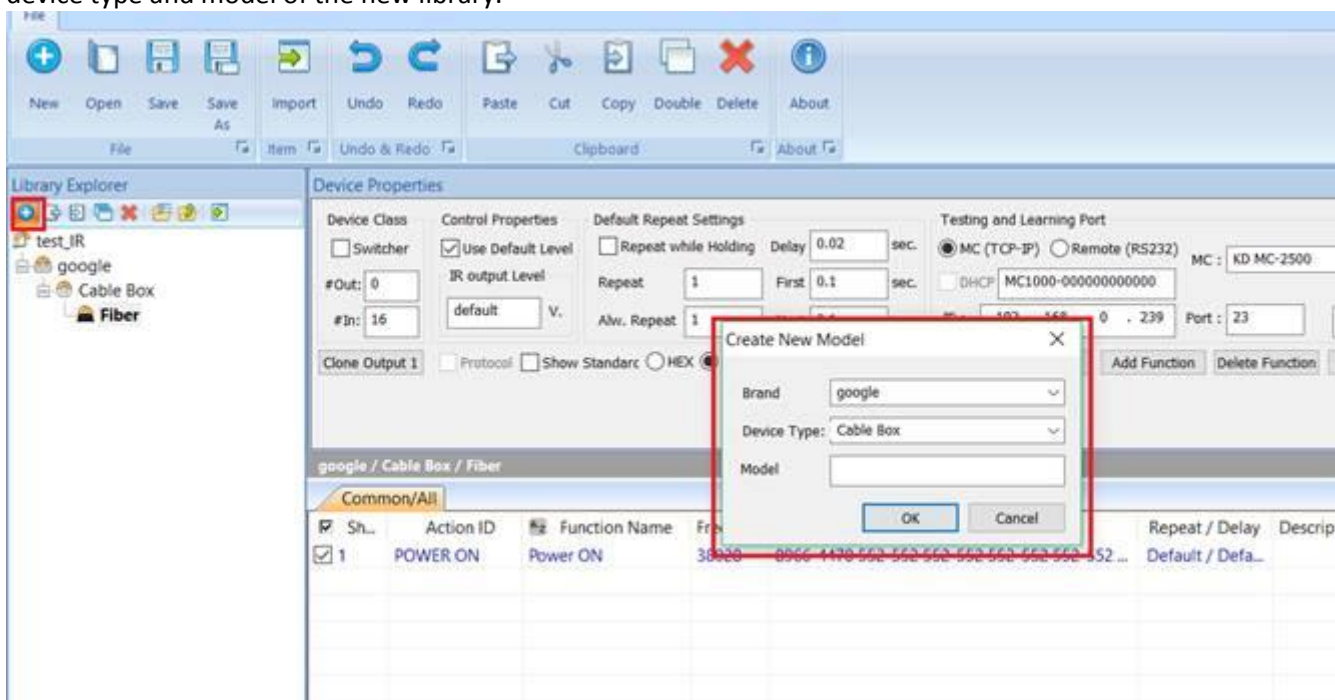 device type and model of the new library.
File
New Open Save Save As Import Undo Redo Paste Cut Copy Double Delete About
File Item Undo & Redo Clipboard About
Library Explorer
Device Properties
test_IR
google
Cable Box
Fiber
Device Class Control Properties Default Repeat Settings Testing and Learning Port
Switcher Use Default Level Repeat while Holding Delay 0.02 sec. MC (TCP-IP) Remote (RS232) MC : KD MC-2500
#Out: 0 IR output Level Repeat 1 First 0.1 sec. DHCP MC1000-000000000000
#In: 16 default V. Alw. Repeat 1 192 . 168 . 0 . 239 Port : 23
Clone Output 1 Protocol Show Standarc HEX Add Function Delete Function
Create New Model
Brand google
Device Type: Cable Box
Model
OK Cancel
google / Cable Box / Fiber
Common/All
Sh... Action ID Function Name Repeat / Delay Descrip
1 POWER ON Power ON 552 ... Default / Defa...